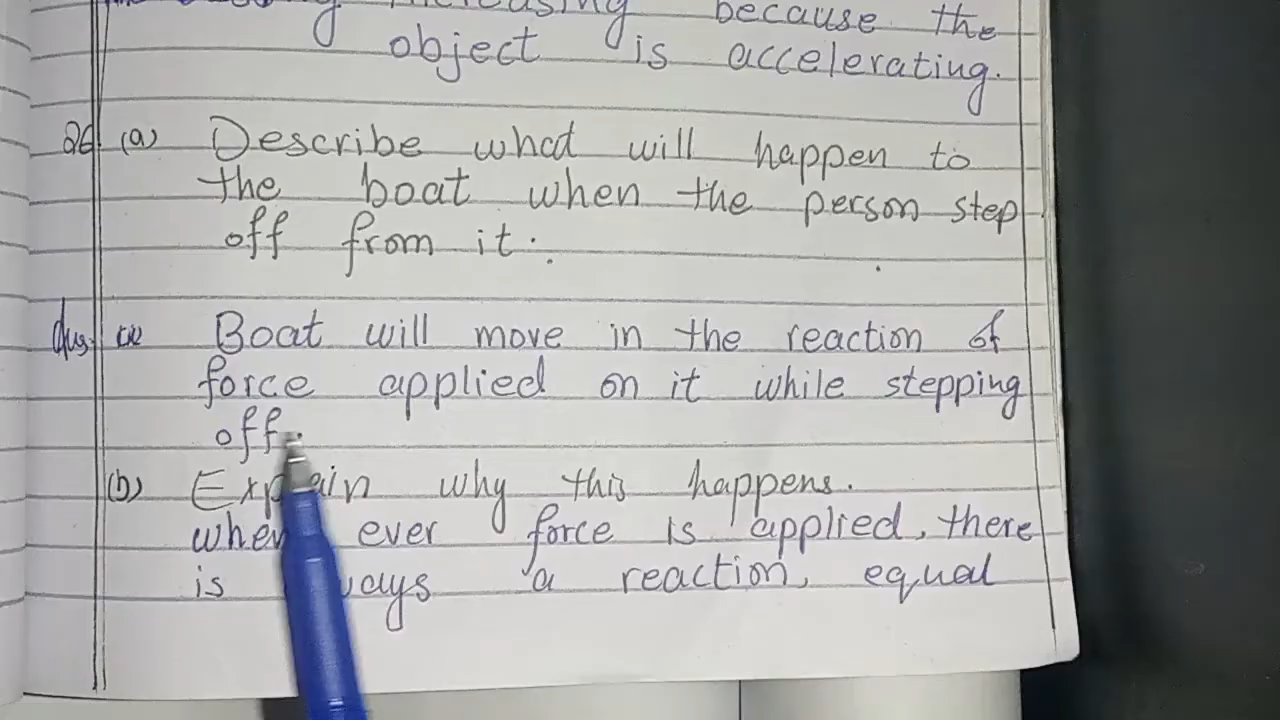 increasing because the
object is accelerating.
26 (a) Describe what will happen to
the boat when the person step
off from it.
Ans. (a) Boat will move in the reaction of
force applied on it while stepping
off.
(b) Explain why this happens.
when ever force is applied, there
is always a reaction, equal